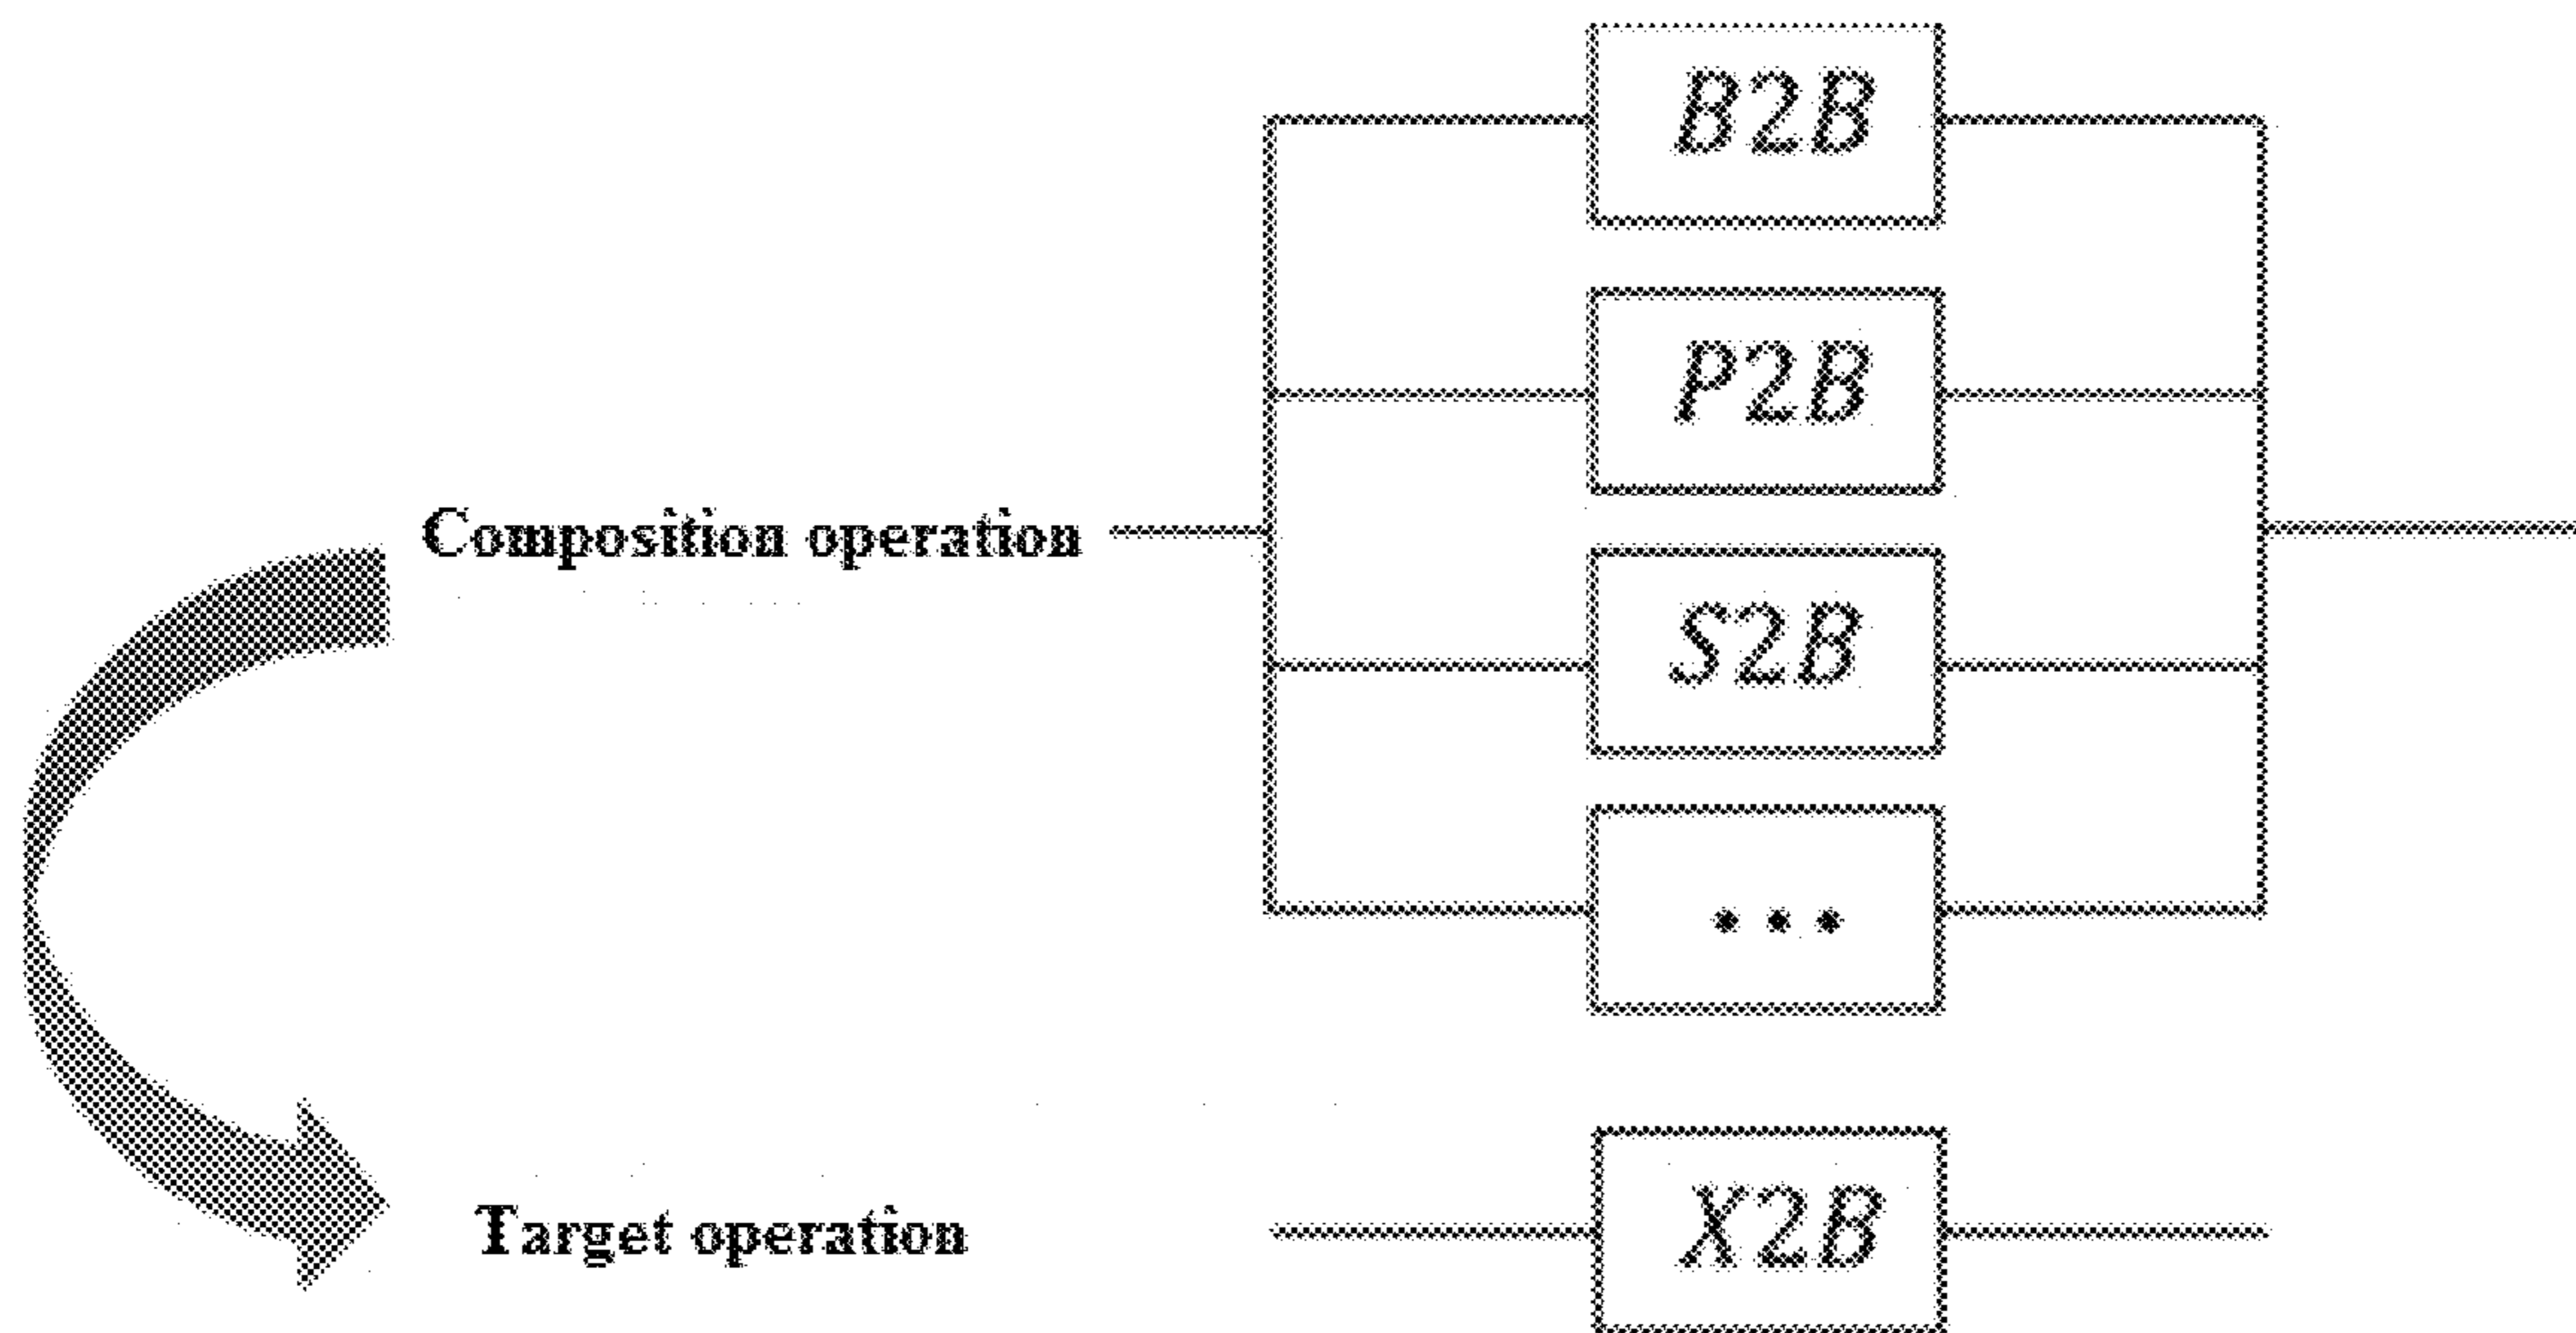 B2B
P2B
Composition operation
S2B
...
Target operation
X2B